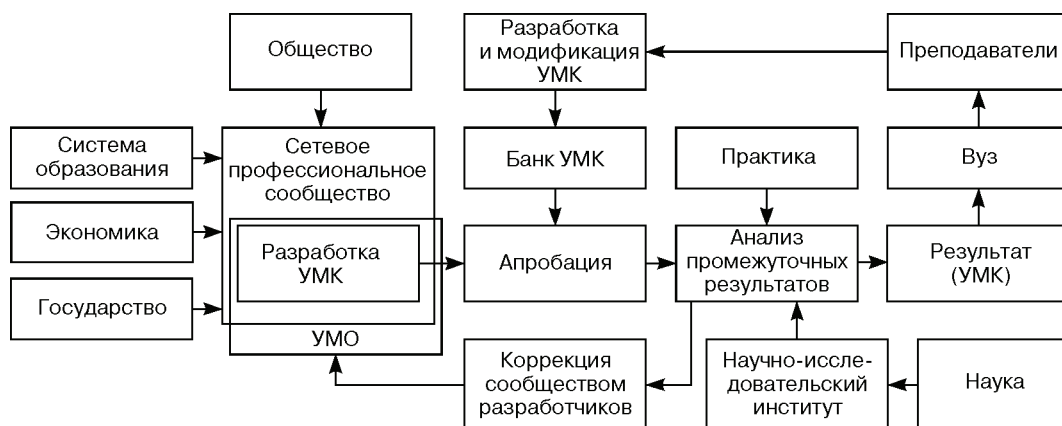 Общество
Разработка
и модификация
УМК
Преподаватели
Система
образования
Сетевое
профессиональное
сообщество
Банк УМК
Практика
Вуз
Экономика
Разработка
УМК
Апробация
Анализ
промежуточных
результатов
Результат
(УМК)
Государство
УМО
Коррекция
сообществом
разработчиков
Научно-иссле-
довательский
институт
Наука